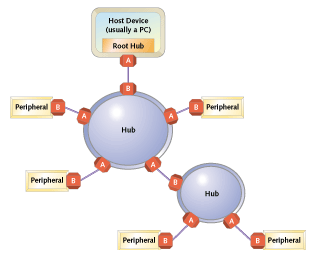 Host Device
(usually a PC)
Root Hub
A
B
Peripheral B
A
A
B Peripheral
Hub
Peripheral B
A
A
B
Hub
A
A
Peripheral B
B Peripheral